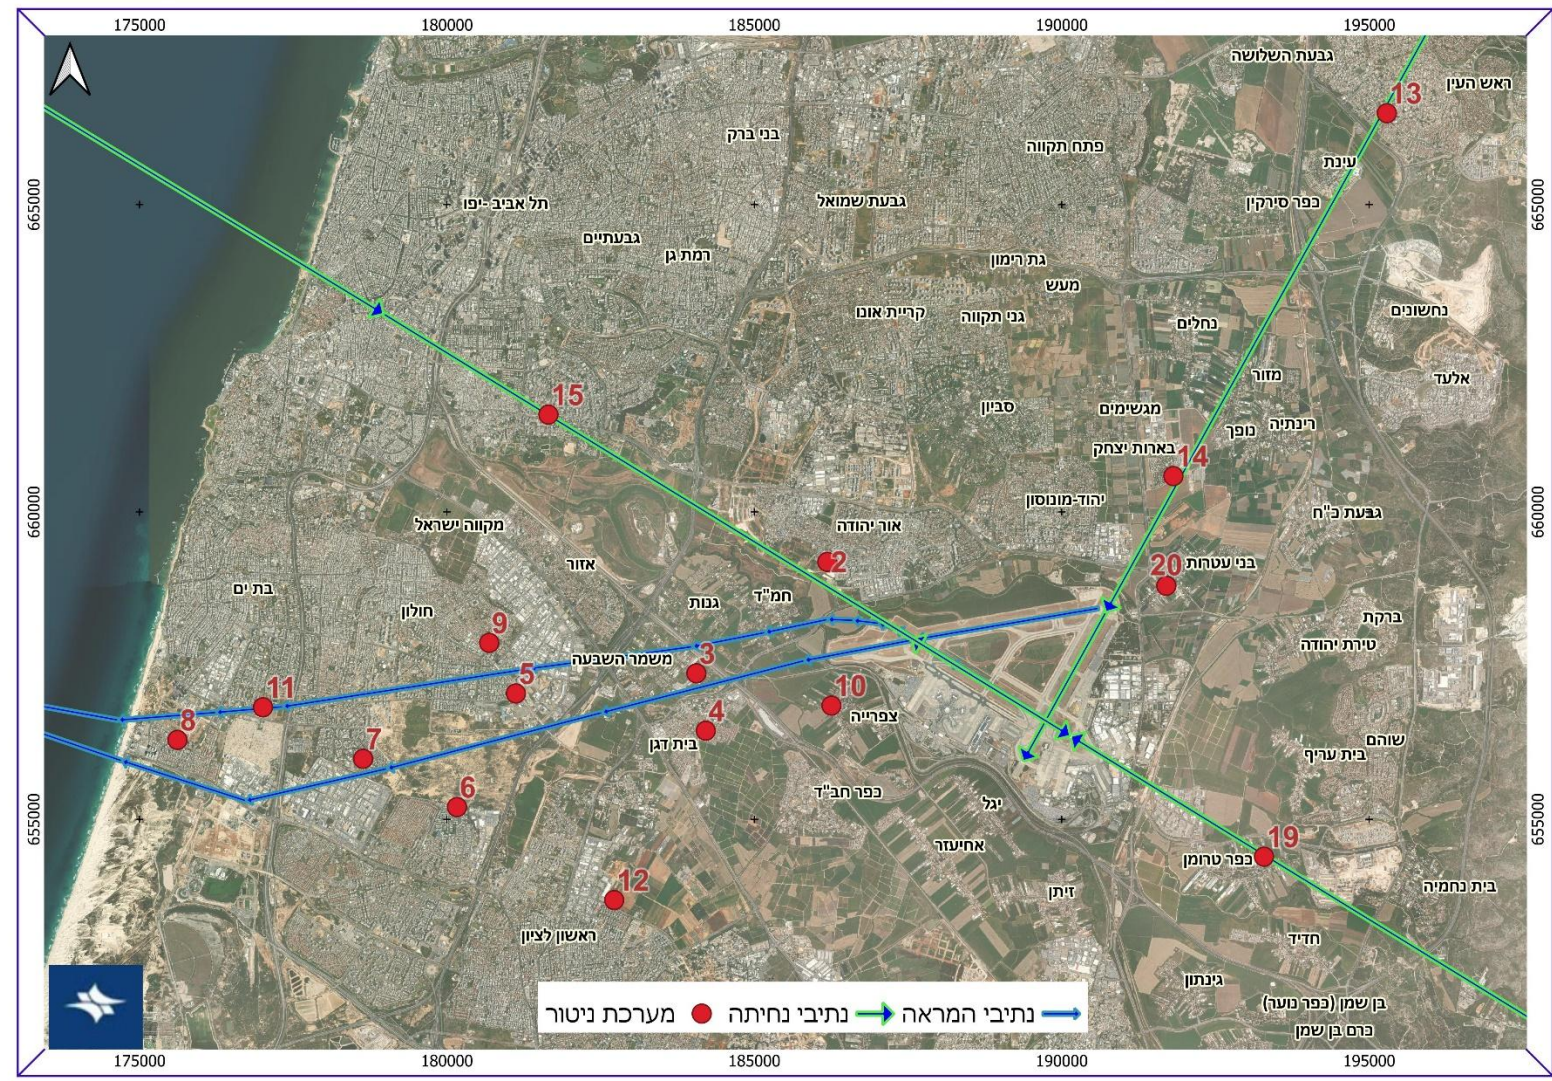 175000 180000 185000 190000 195000
גבעת השלושה
ראש העין
13
בני ברק
פתח תקווה
עינת
665000
665000
תל אביב -יפו
גבעת שמואל
כפר סירקין
גבעתיים
רמת גן
גת רימון
מעש
קריית אונו
גני תקווה
נחלים
נחשונים
מזור
אלעד
15
סביון
מגשימים
רינתיה
נופך
בארות יצחק
14
660000
660000
מקווה ישראל
אור יהודה
יהוד-מונוסון
גבעת כ"ח
אזור
2
20
בני עטרות
בת ים
חולון
גנות
חמ"ד
ברקת
9
טירת יהודה
משמר השבעה
3
5
11
10
צפרייה
4
8
7
בית דגן
שוהם
בית עריף
6
כפר חב"ד
יגל
655000
655000
אחיעזר
19
כפר טרומן
12
זיתן
בית נחמיה
ראשון לציון
חדיד
גינתון
בן שמן (כפר נוער)
כרם בן שמן
נתיבי המראה נתיבי נחיתה מערכת ניטור
175000 180000 185000 190000 195000